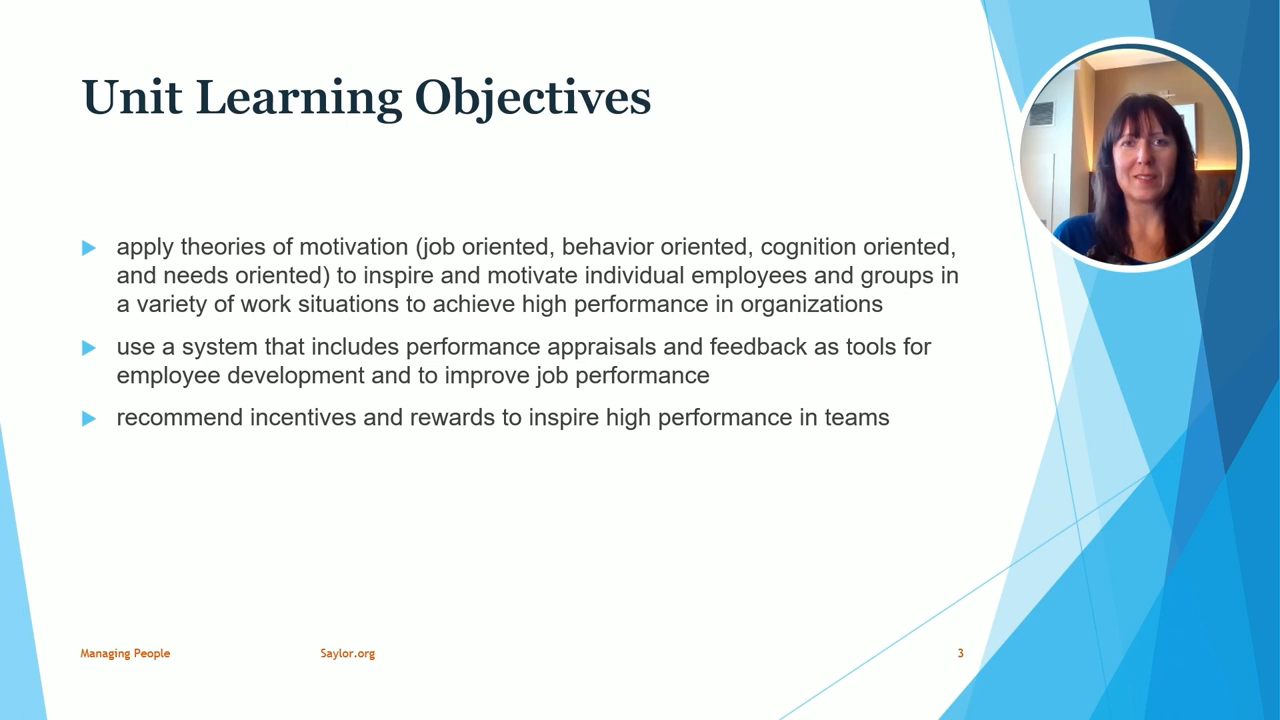 Unit Learning Objectives
apply theories of motivation (job oriented, behavior oriented, cognition oriented,
and needs oriented) to inspire and motivate individual employees and groups in
a variety of work situations to achieve high performance in organizations
use a system that includes performance appraisals and feedback as tools for
employee development and to improve job performance
recommend incentives and rewards to inspire high performance in teams
Managing People
Saylor.org
3